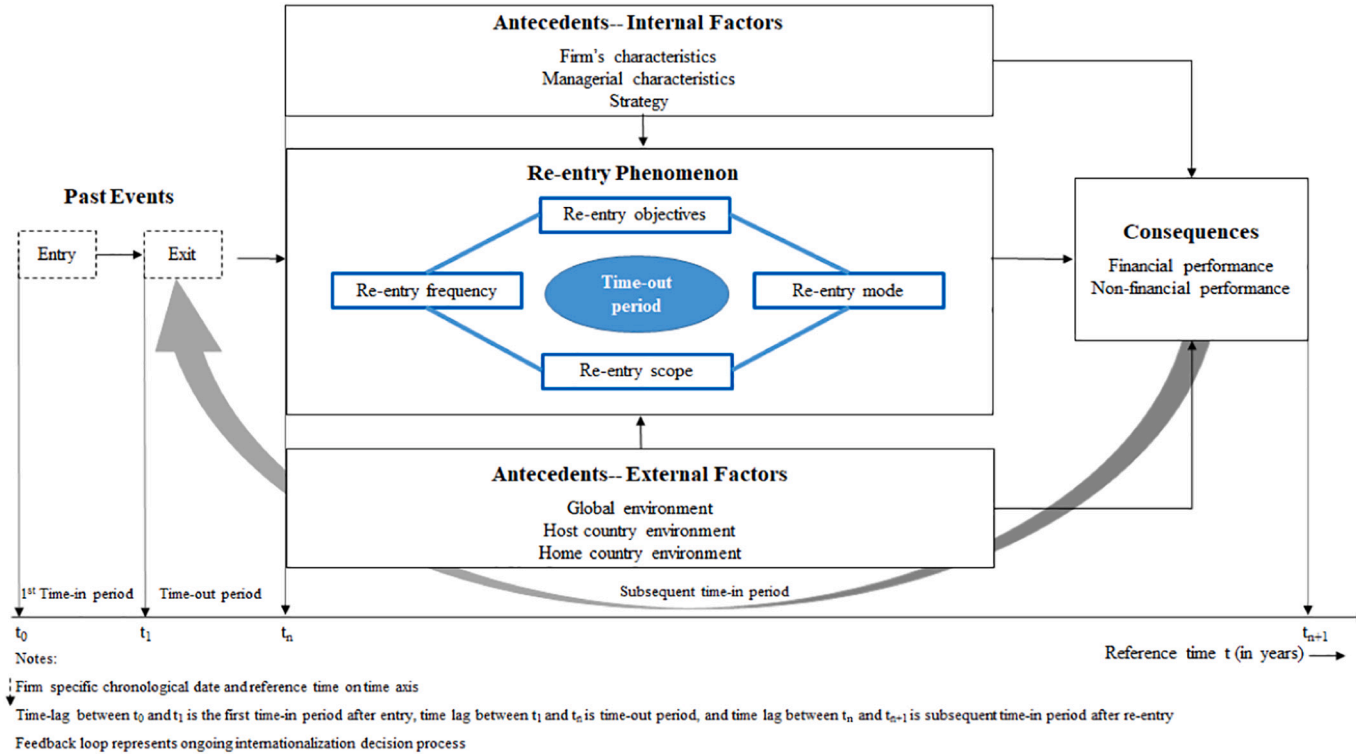 Antecedents-- Internal Factors
Firm's characteristics
Managerial characteristics
Strategy
Past Events
Entry
Exit
Re-entry Phenomenon
Re-entry objectives
Re-entry frequency
Time-out
period
Re-entry mode
Re-entry scope
Consequences
Financial performance
Non-financial performance
Antecedents-- External Factors
Global environment
Host country environment
Home country environment
1st Time-in period
Time-out period
Subsequent time-in period
t0
t1
tn
tn+1
Reference time t (in years)
Notes:
Firm specific chronological date and reference time on time axis
Time-lag between t0 and t1 is the first time-in period after entry, time lag between t1 and tn is time-out period, and time lag between tn and tn+1 is subsequent time-in period after re-entry
Feedback loop represents ongoing internationalization decision process